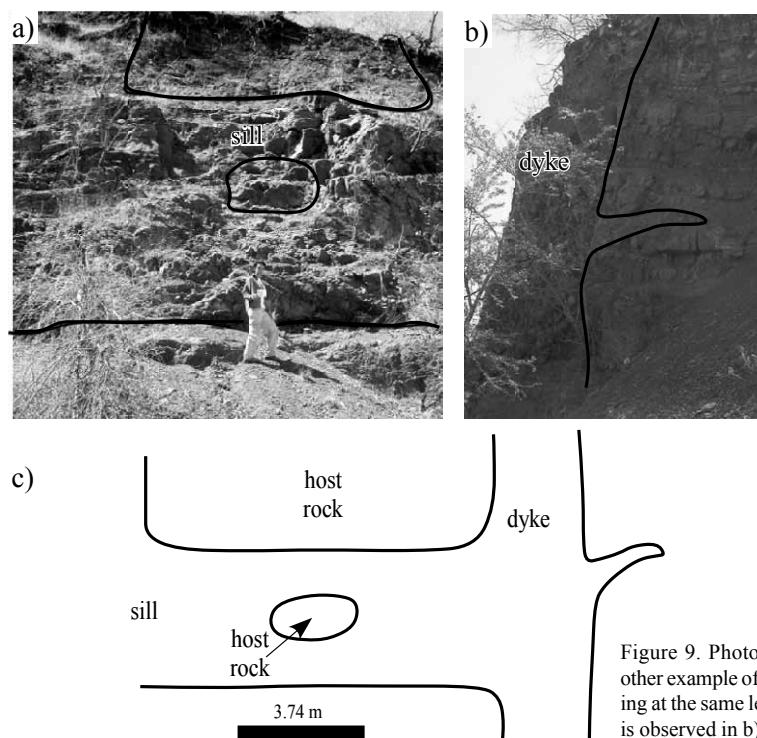 a)
sill
b)
dyke
c)
host
rock
dyke
sill
host
rock
3.74 m
Figure 9. Photo
other example of
ing at the same le
is observed in b)